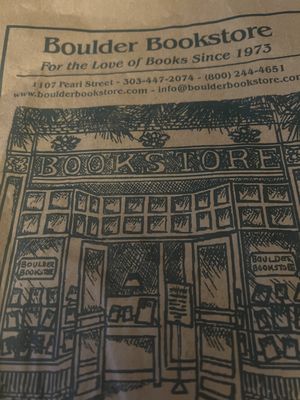 Boulder Bookstore
For the Love of Books Since 1973
1107 Pearl Street - 303-447-2074 - (800) 244-4651
www.boulderbookstore.com - info@boulderbookstore.com
BOOKSTORE
BOULDER
BOOKSTORE
BOULDER
BOOKSTORE